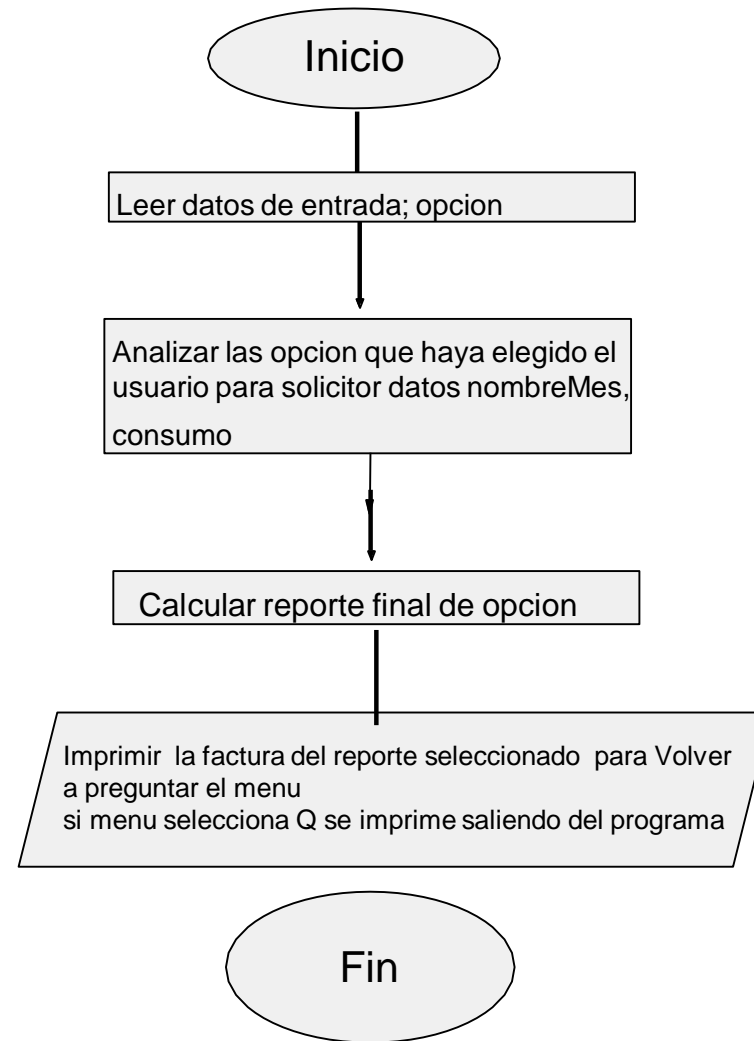 Inicio
Leer datos de entrada; opcion
Analizar las opcion que haya elegido el
usuario para solicitor datos nombreMes,
consumo
Calcular reporte final de opcion
Imprimir la factura del reporte seleccionado para Volver
a preguntar el menu
si menu selecciona Q se imprime saliendo del programa
Fin